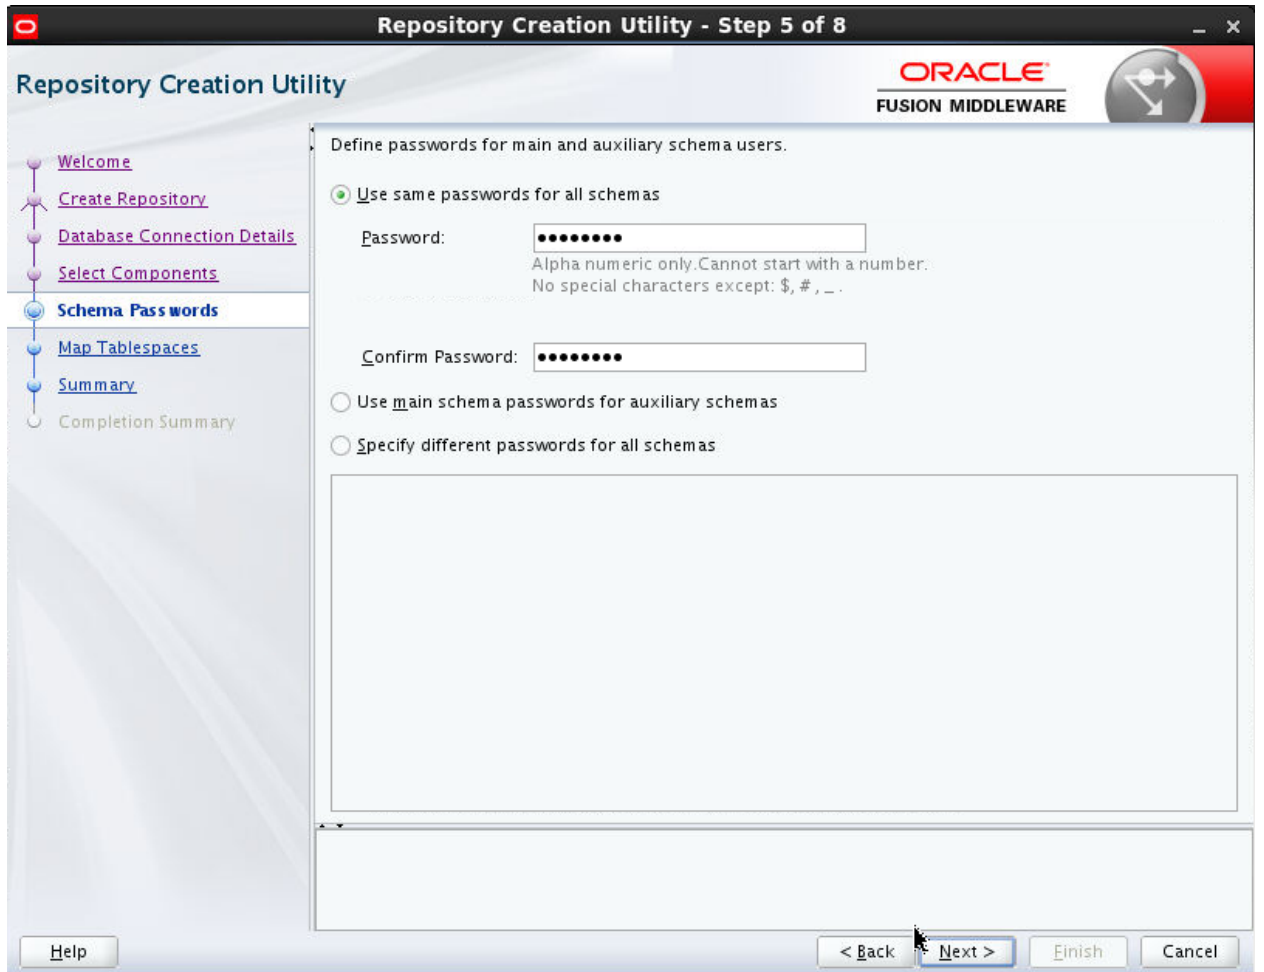 Repository Creation Utility - Step 5 of 8
Repository Creation Utility
ORACLE
FUSION MIDDLEWARE
Welcome
Create Repository
Database Connection Details
Select Components
Schema Passwords
Map Tablespaces
Summary
Completion Summary
Define passwords for main and auxiliary schema users.
Use same passwords for all schemas
Password: ●●●●●●●●
Alpha numeric only.Cannot start with a number.
No special characters except: $, # , _ .
Confirm Password: ●●●●●●●●
Use main schema passwords for auxiliary schemas
Specify different passwords for all schemas
Help
< Back
Next >
Finish
Cancel